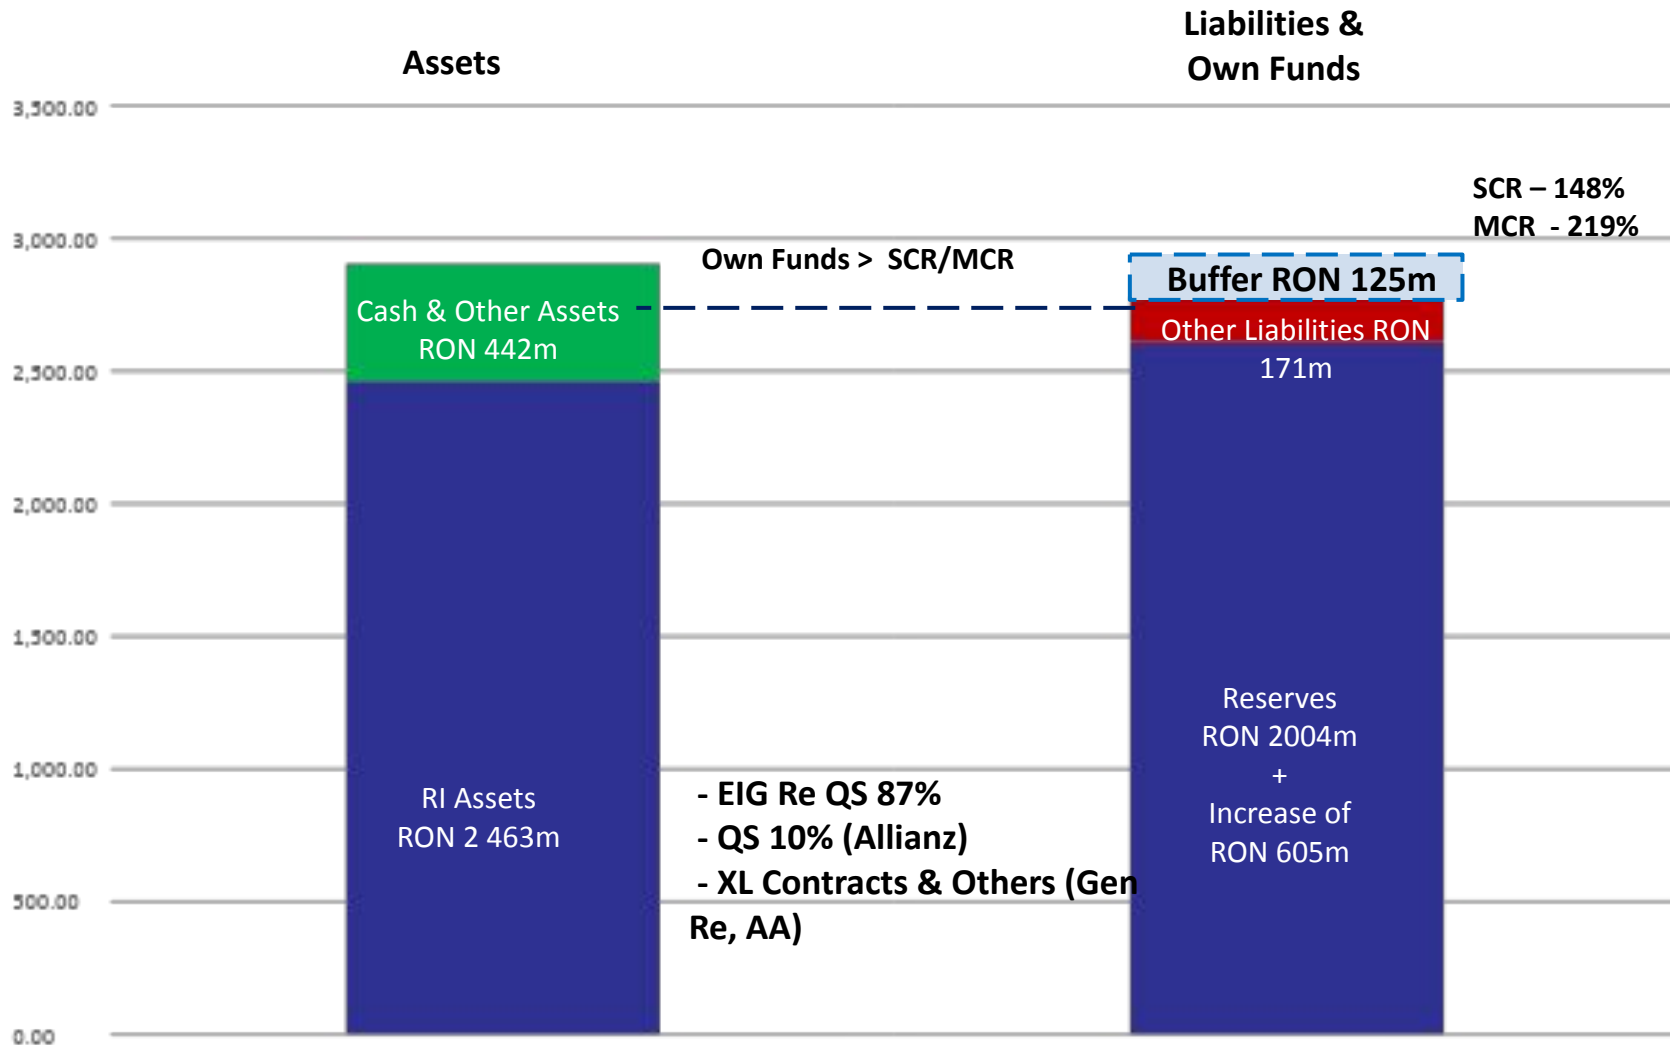 Assets
Liabilities &
Own Funds
3,500.00
SCR – 148%
MCR - 219%
3,000.00
Own Funds > SCR/MCR
Buffer RON 125m
Cash & Other Assets
RON 442m
Other Liabilities RON
171m
2,500.00
2,000.00
1,500.00
Reserves
RON 2004m
+
Increase of
RON 605m
1,000.00
RI Assets
RON 2 463m
- EIG Re QS 87%
- QS 10% (Allianz)
- XL Contracts & Others (Gen
Re, AA)
500.00
0.00